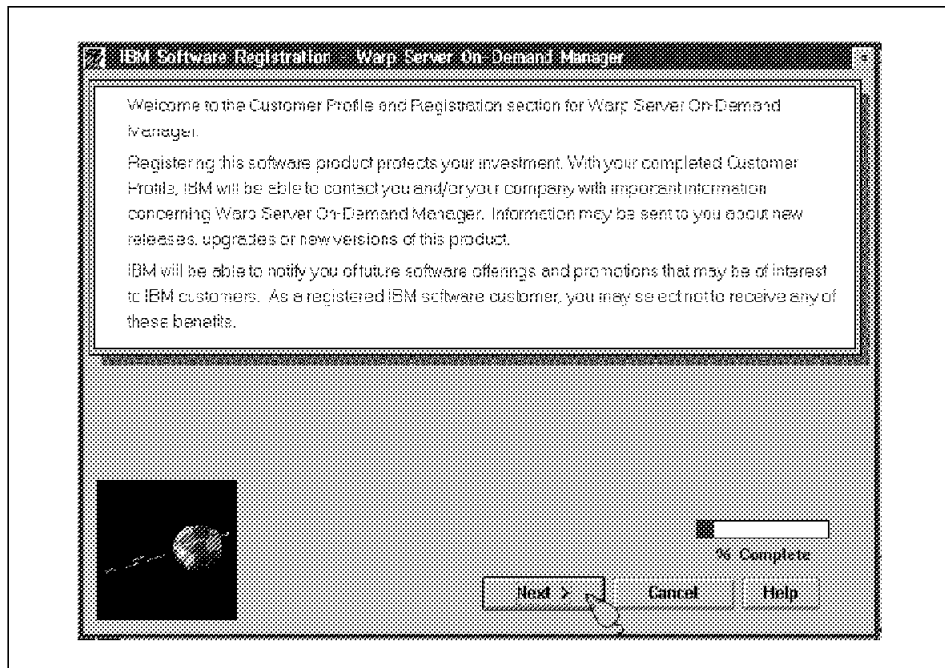 IBM Software Registration - Warp Server On-Demand Manager
Welcome to the Customer Profile and Registration section for Warp Server On-Demand
Manager.
Registering this software product protects your investment. With your completed Customer
Profile, IBM will be able to contact you and/or your company with important information
concerning Warp Server On-Demand Manager. Information may be sent to you about new
releases, upgrades or new versions of this product.
IBM will be able to notify you of future software offerings and promotions that may be of interest
to IBM customers. As a registered IBM software customer, you may select not to receive any of
these benefits.
% Complete
Next >
Cancel
Help